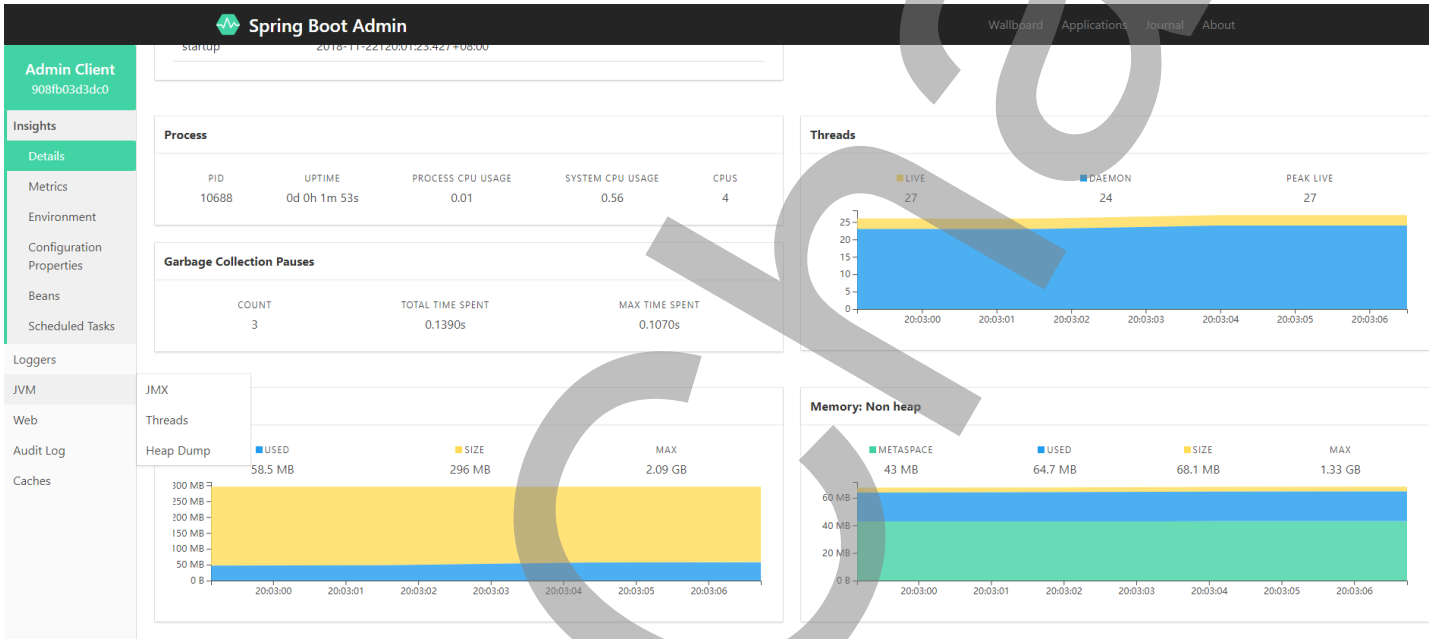 Spring Boot Admin
Wallboard Applications Journal About
Admin Client
908fb03d3dc0
Insights
Details
Metrics
Environment
Configuration
Properties
Beans
Scheduled Tasks
Loggers
JVM
Web
Audit Log
Caches
JMX
Threads
Heap Dump
startup 2018-11-22T20:01:23.427+08:00
Process
PID UPTIME PROCESS CPU USAGE SYSTEM CPU USAGE CPUS
10688 0d 0h 1m 53s 0.01 0.56 4
Garbage Collection Pauses
COUNT TOTAL TIME SPENT MAX TIME SPENT
3 0.1390s 0.1070s
Threads
LIVE DAEMON PEAK LIVE
27 24 27
25
20
15
10
5
0
20:03:00 20:03:01 20:03:02 20:03:03 20:03:04 20:03:05 20:03:06
USED SIZE MAX
58.5 MB 296 MB 2.09 GB
300 MB
250 MB
200 MB
150 MB
100 MB
50 MB
0 B
20:03:00 20:03:01 20:03:02 20:03:03 20:03:04 20:03:05 20:03:06
Memory: Non heap
METASPACE USED SIZE MAX
43 MB 64.7 MB 68.1 MB 1.33 GB
60 MB
40 MB
20 MB
0 B
20:03:00 20:03:01 20:03:02 20:03:03 20:03:04 20:03:05 20:03:06